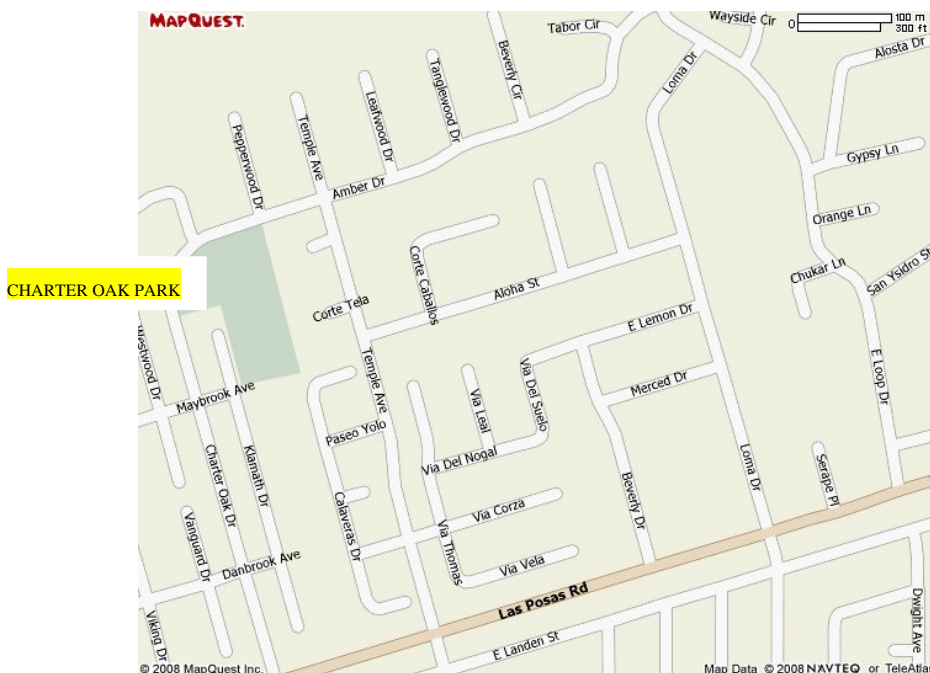 MAPQUEST.
Wayside Cir
0 100 m
300 ft
Tabor Cir
Beverly Cir
Alosta Dr
Tanglewood Dr
Loma Dr
Leafwood Dr
Temple Ave
Pepperwood Dr
Gypsy Ln
Amber Dr
Orange Ln
Corte Caballos
Chukar Ln
San Ysidro St
CHARTER OAK PARK
Aloha St
Corte Tela
E Lemon Dr
Westwood Dr
Temple Ave
Via Del Suelo
E Loop Dr
Maybrook Ave
Merced Dr
Via Leal
Paseo Yolo
Charter Oak Dr
Klamath Dr
Via Del Nogal
Loma Dr
Serape Pl
Beverly Dr
Calaveras Dr
Via Corza
Vanguard Dr
Via Thomas
Danbrook Ave
Via Vela
Las Posas Rd
Viking Dr
E Landen St
Dwight Ave
© 2008 MapQuest Inc.
Map Data © 2008 NAVTEQ or TeleAtlas